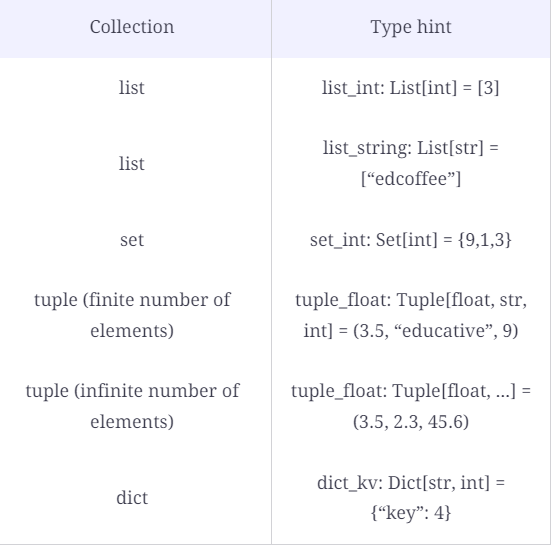 Collection
Type hint
list
list_int: List[int] = [3]
list
list_string: List[str] =
[“edcoffee”]
set
set_int: Set[int] = {9,1,3}
tuple (finite number of
elements)
tuple_float: Tuple[float, str,
int] = (3.5, “educative”, 9)
tuple (infinite number of
elements)
tuple_float: Tuple[float, ...] =
(3.5, 2.3, 45.6)
dict
dict_kv: Dict[str, int] =
{“key”: 4}